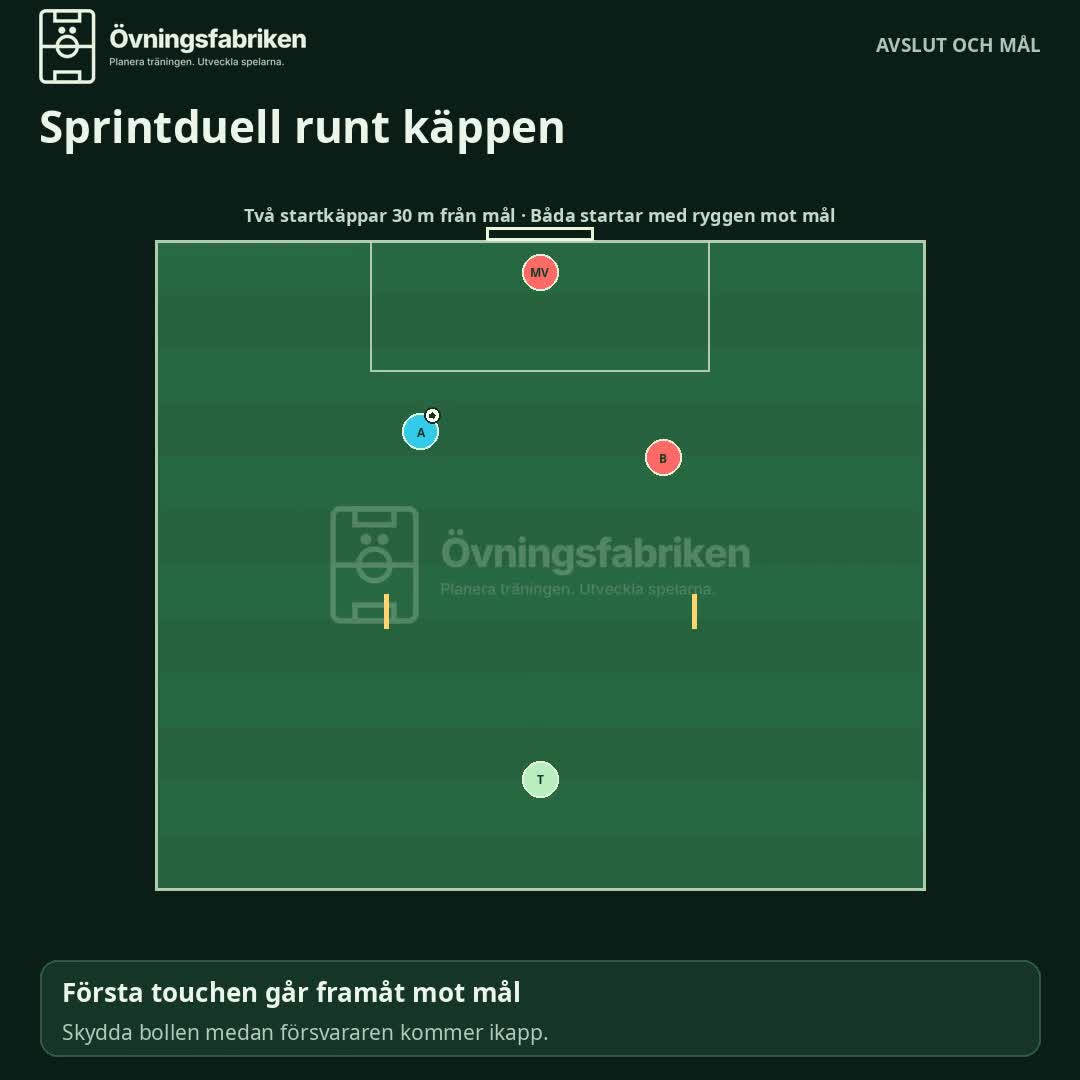 Övningsfabriken
Planera träningen. Utveckla spelarna.
AVSLUT OCH MÅL
Sprintduell runt käppen
Två startkäppar 30 m från mål · Båda startar med ryggen mot mål
MV
A
B
Övningsfabriken
Planera träningen. Utveckla spelarna.
T
Första touchen går framåt mot mål
Skydda bollen medan försvararen kommer ikapp.